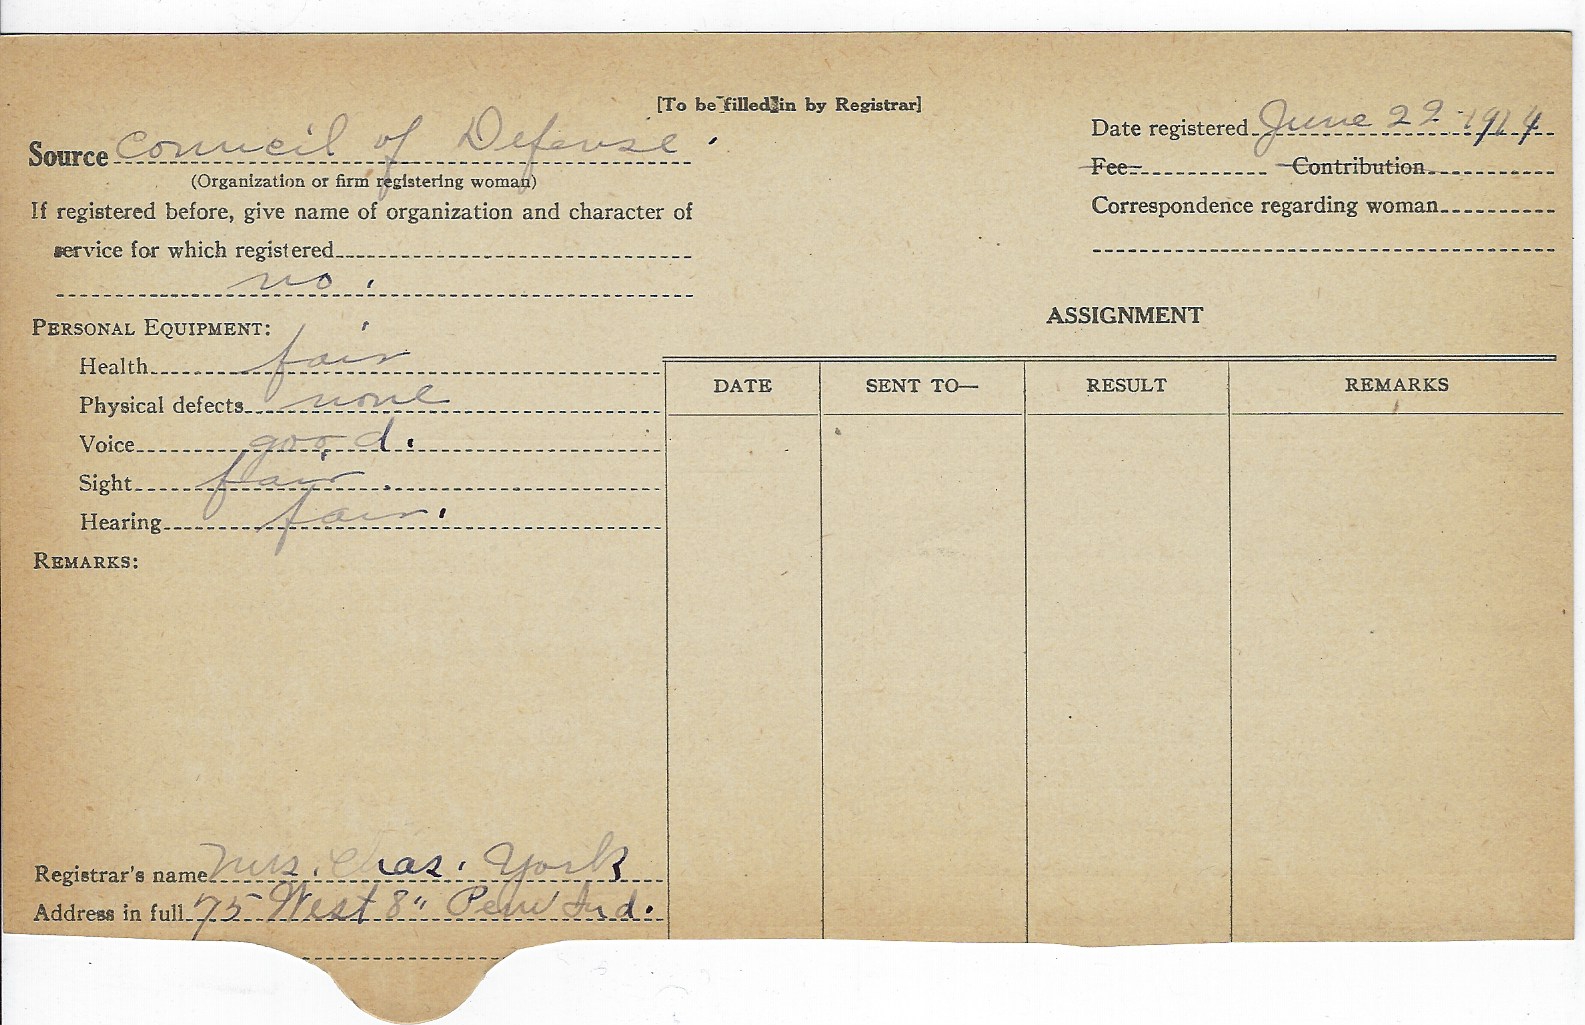 [To be filled in by Registrar]
Source Council of Defense.
(Organization or firm registering woman)
If registered before, give name of organization and character of
service for which registered
no.
Date registered June 22 1914
Fee Contribution
Correspondence regarding woman
PERSONAL EQUIPMENT:
Health fair
Physical defects none
Voice good.
Sight fair.
Hearing fair.
REMARKS:
ASSIGNMENT
DATE SENT TO— RESULT REMARKS
Registrar's name Mrs. Chas. York
Address in full 75 West 8" Peru Ind.